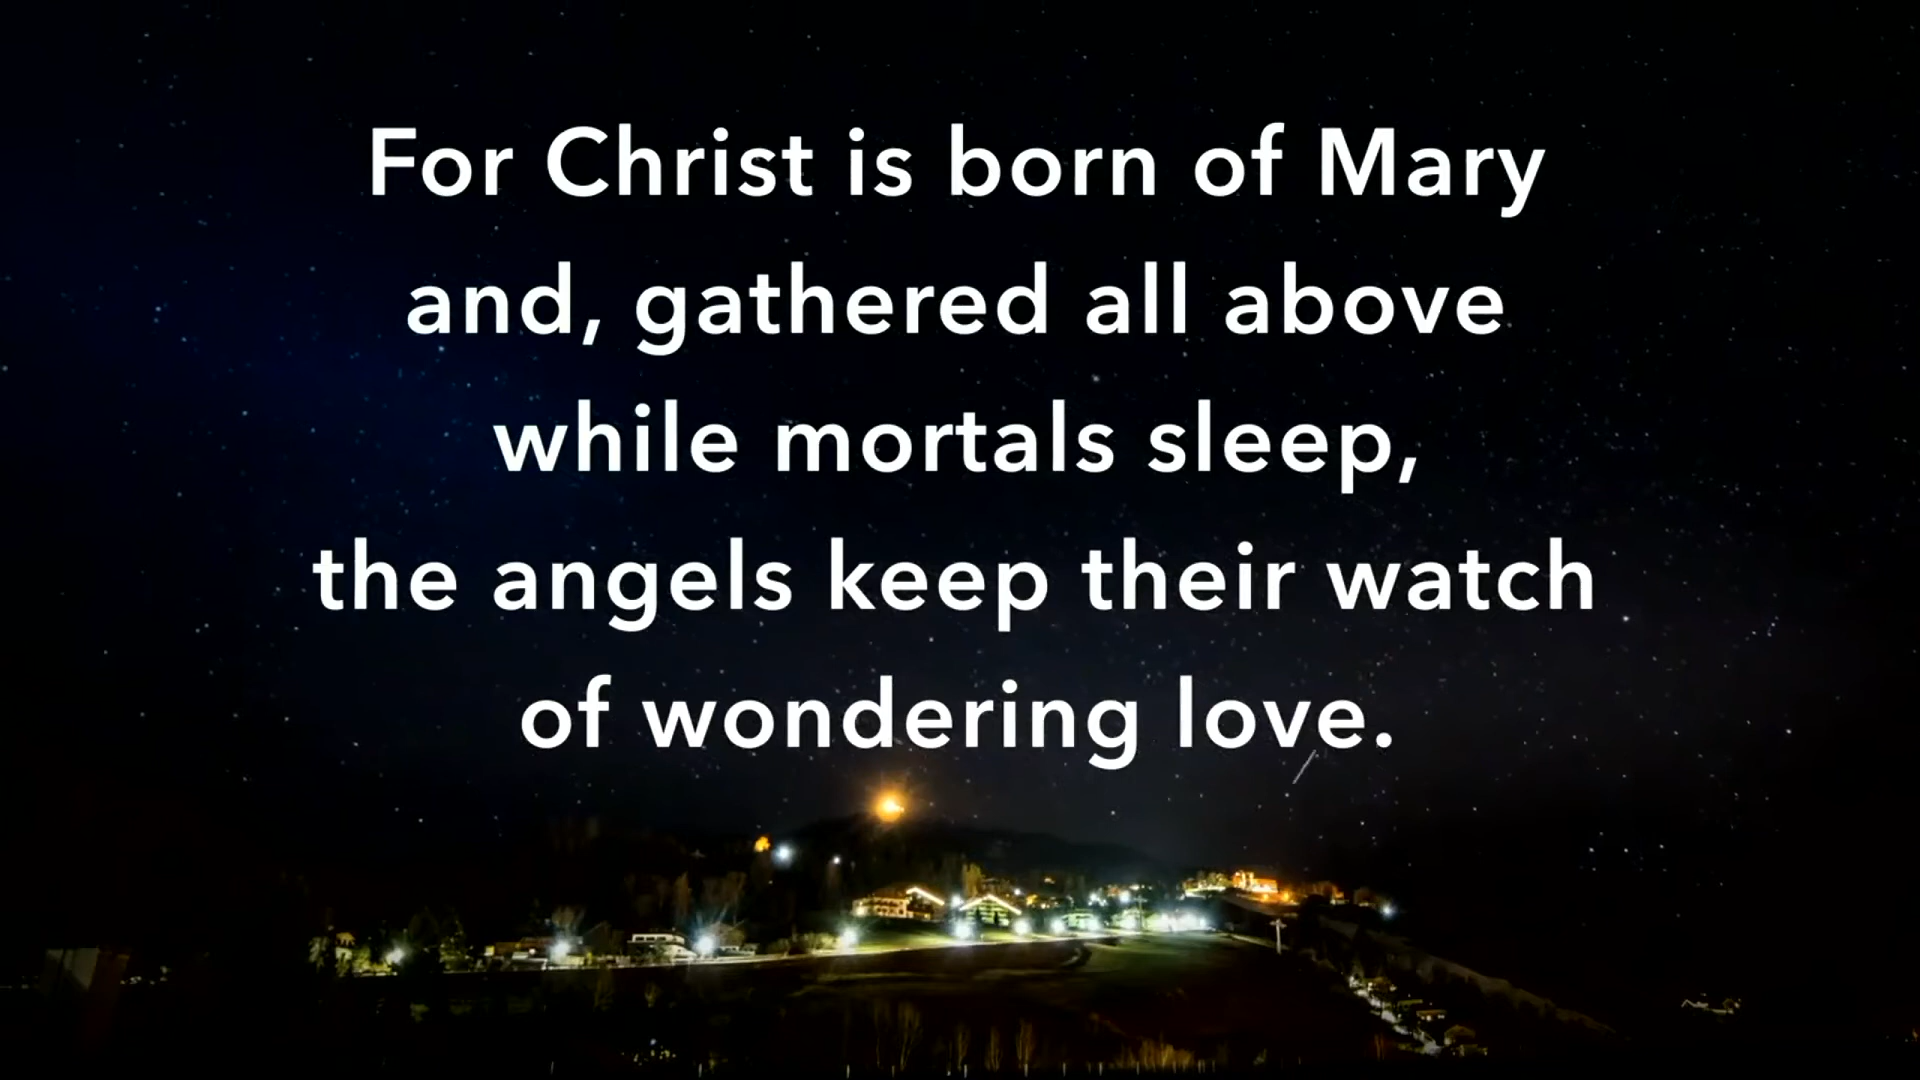 For Christ is born of Mary
and, gathered all above
while mortals sleep,
the angels keep their watch
of wondering love.